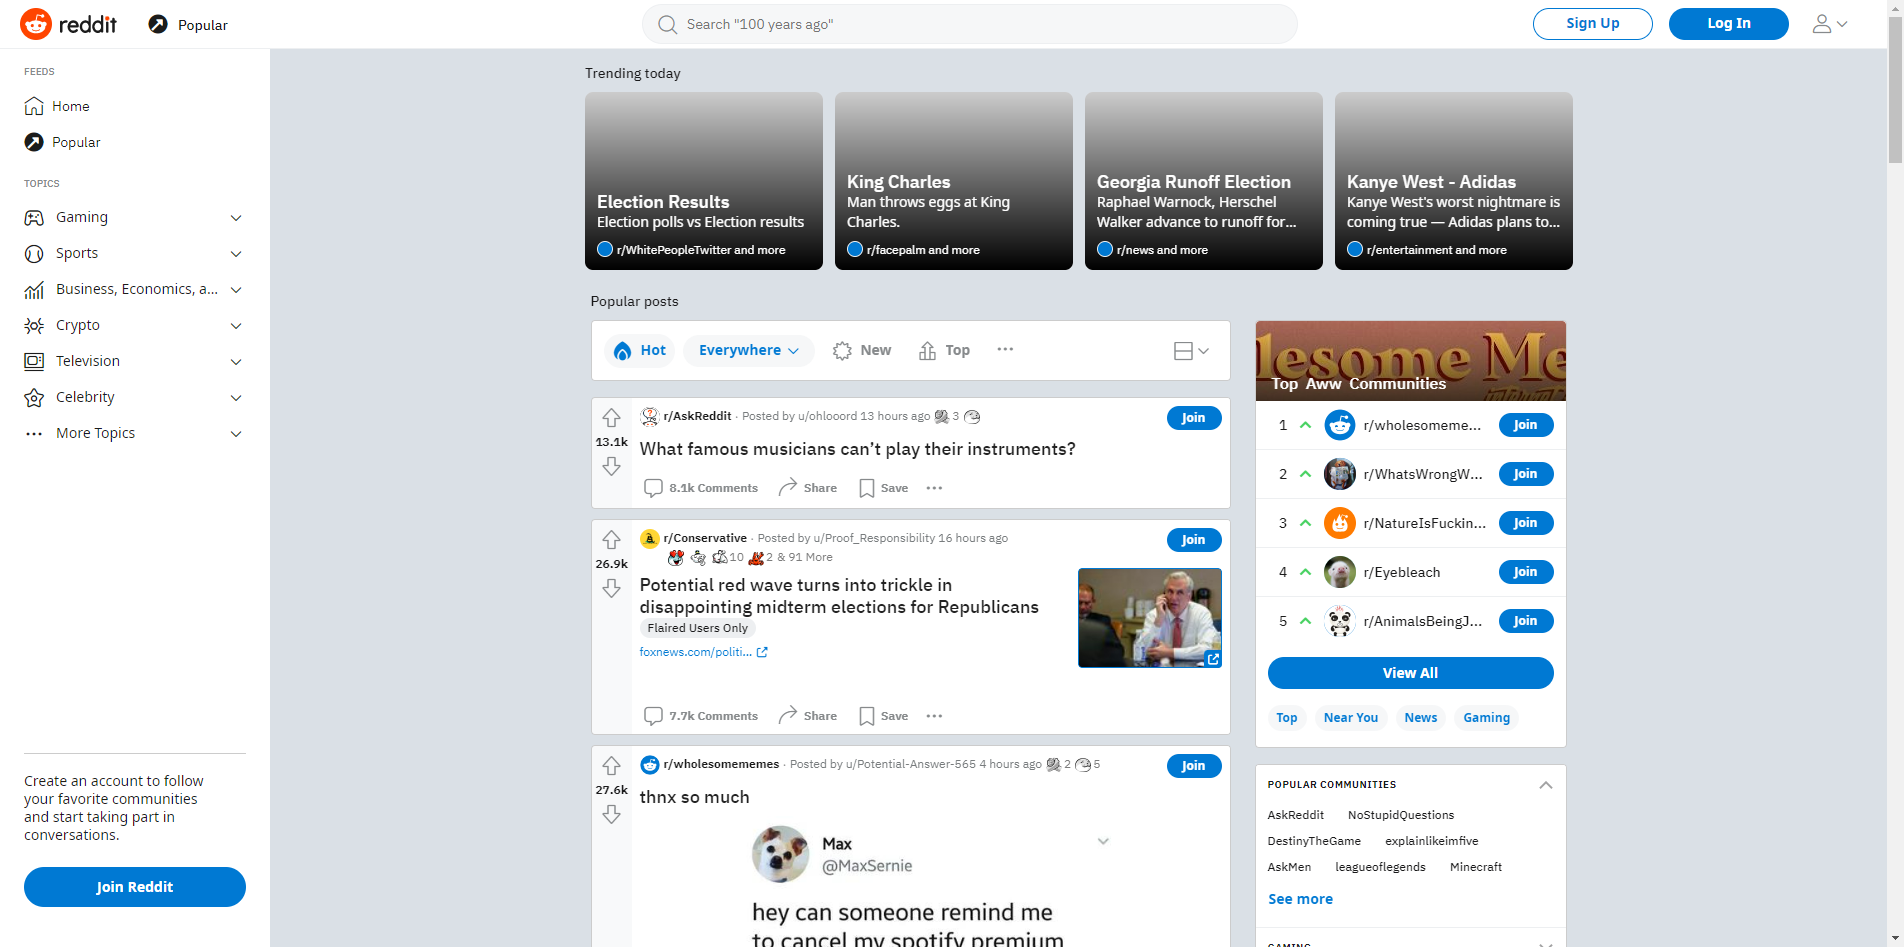 reddit
Popular
Search "100 years ago"
Sign Up
Log In
FEEDS
Home
Popular
TOPICS
Gaming
Sports
Business, Economics, a...
Crypto
Television
Celebrity
More Topics
Create an account to follow
your favorite communities
and start taking part in
conversations.
Join Reddit
Trending today
Election Results
Election polls vs Election results
r/WhitePeopleTwitter and more
King Charles
Man throws eggs at King
Charles.
r/facepalm and more
Georgia Runoff Election
Raphael Warnock, Herschel
Walker advance to runoff for...
r/news and more
Kanye West - Adidas
Kanye West's worst nightmare is
coming true — Adidas plans to...
r/entertainment and more
Popular posts
Hot
Everywhere
New
Top
13.1k
r/AskReddit · Posted by u/ohlooord 13 hours ago 3
Join
What famous musicians can’t play their instruments?
8.1k Comments
Share
Save
26.9k
r/Conservative · Posted by u/Proof_Responsibility 16 hours ago
10 2 & 91 More
Join
Potential red wave turns into trickle in
disappointing midterm elections for Republicans
Flaired Users Only
foxnews.com/politi...
7.7k Comments
Share
Save
27.6k
r/wholesomememes · Posted by u/Potential-Answer-565 4 hours ago 2 5
Join
thnx so much
Max
@MaxSernie
hey can someone remind me
to cancel my spotify premium
lesome Me
Top Aww Communities
1 r/wholesomeme... Join
2 r/WhatsWrongW... Join
3 r/NatureIsFuckin... Join
4 r/Eyebleach Join
5 r/AnimalsBeingJ... Join
View All
Top
Near You
News
Gaming
POPULAR COMMUNITIES
AskReddit NoStupidQuestions
DestinyTheGame explainlikeimfive
AskMen leagueoflegends Minecraft
See more
GAMING